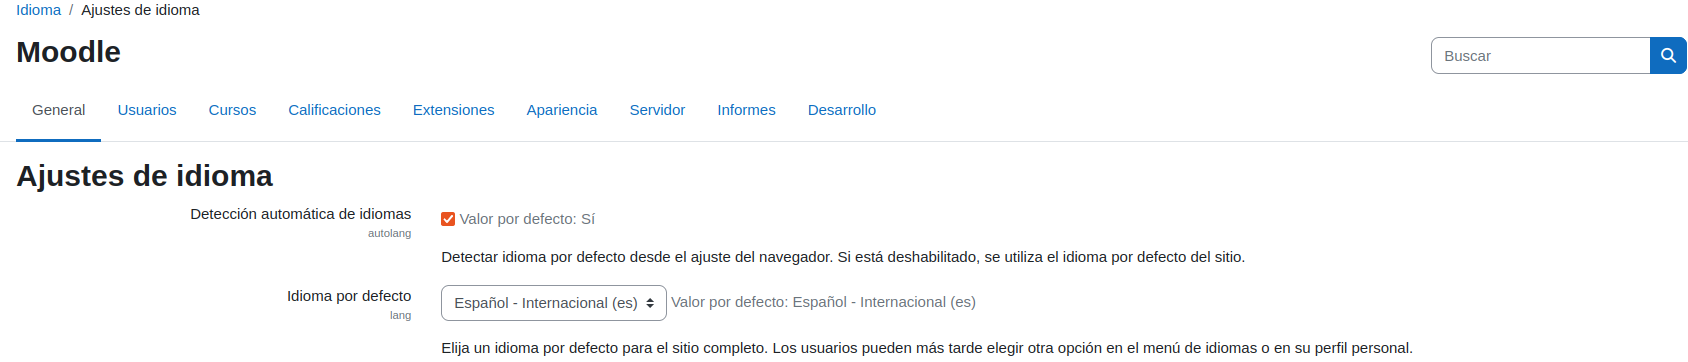 Idioma / Ajustes de idioma
Moodle
Buscar
General Usuarios Cursos Calificaciones Extensiones Apariencia Servidor Informes Desarrollo
Ajustes de idioma
Detección automática de idiomas
Valor por defecto: Sí
autolang
Detectar idioma por defecto desde el ajuste del navegador. Si está deshabilitado, se utiliza el idioma por defecto del sitio.
Idioma por defecto
Español - Internacional (es) Valor por defecto: Español - Internacional (es)
lang
Elija un idioma por defecto para el sitio completo. Los usuarios pueden más tarde elegir otra opción en el menú de idiomas o en su perfil personal.